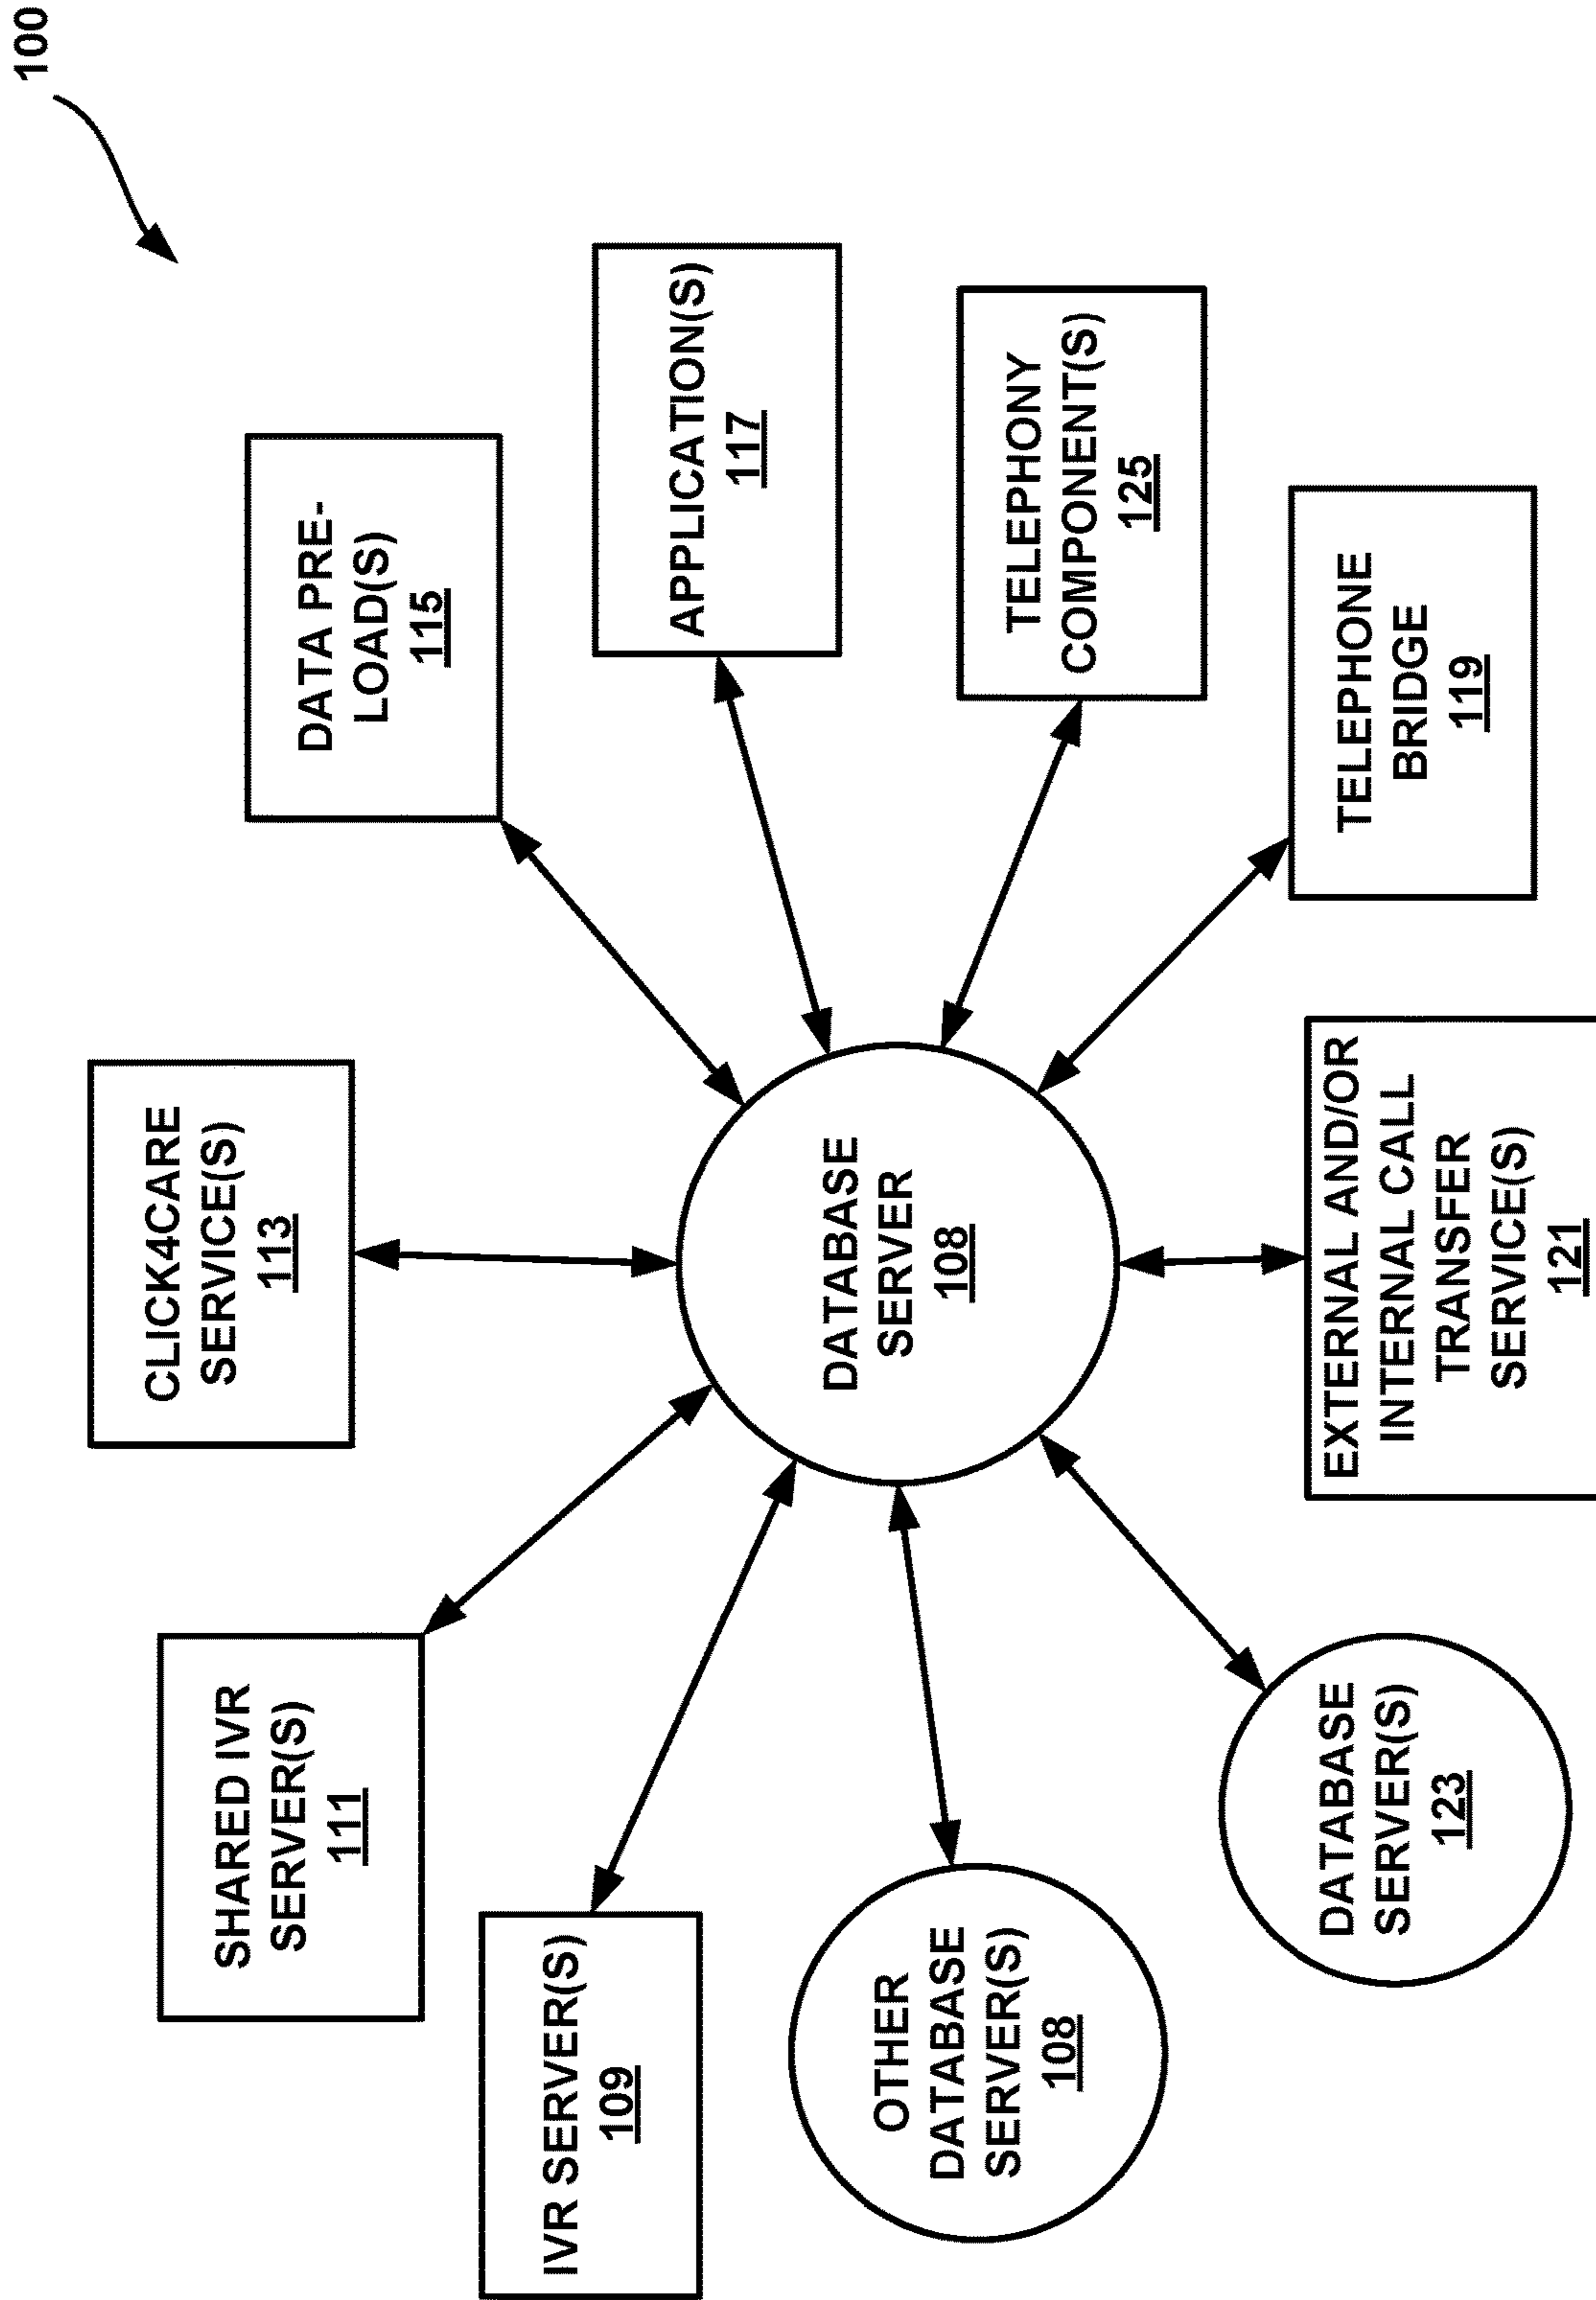 100
SHARED IVR
SERVER(S)
111
CLICK4CARE
SERVICE(S)
113
DATA PRE-
LOAD(S)
115
IVR SERVER(S)
109
APPLICATION(S)
117
DATABASE
SERVER
108
OTHER
DATABASE
SERVER(S)
108
TELEPHONY
COMPONENT(S)
125
DATABASE
SERVER(S)
123
EXTERNAL AND/OR
INTERNAL CALL
TRANSFER
SERVICE(S)
121
TELEPHONE
BRIDGE
119